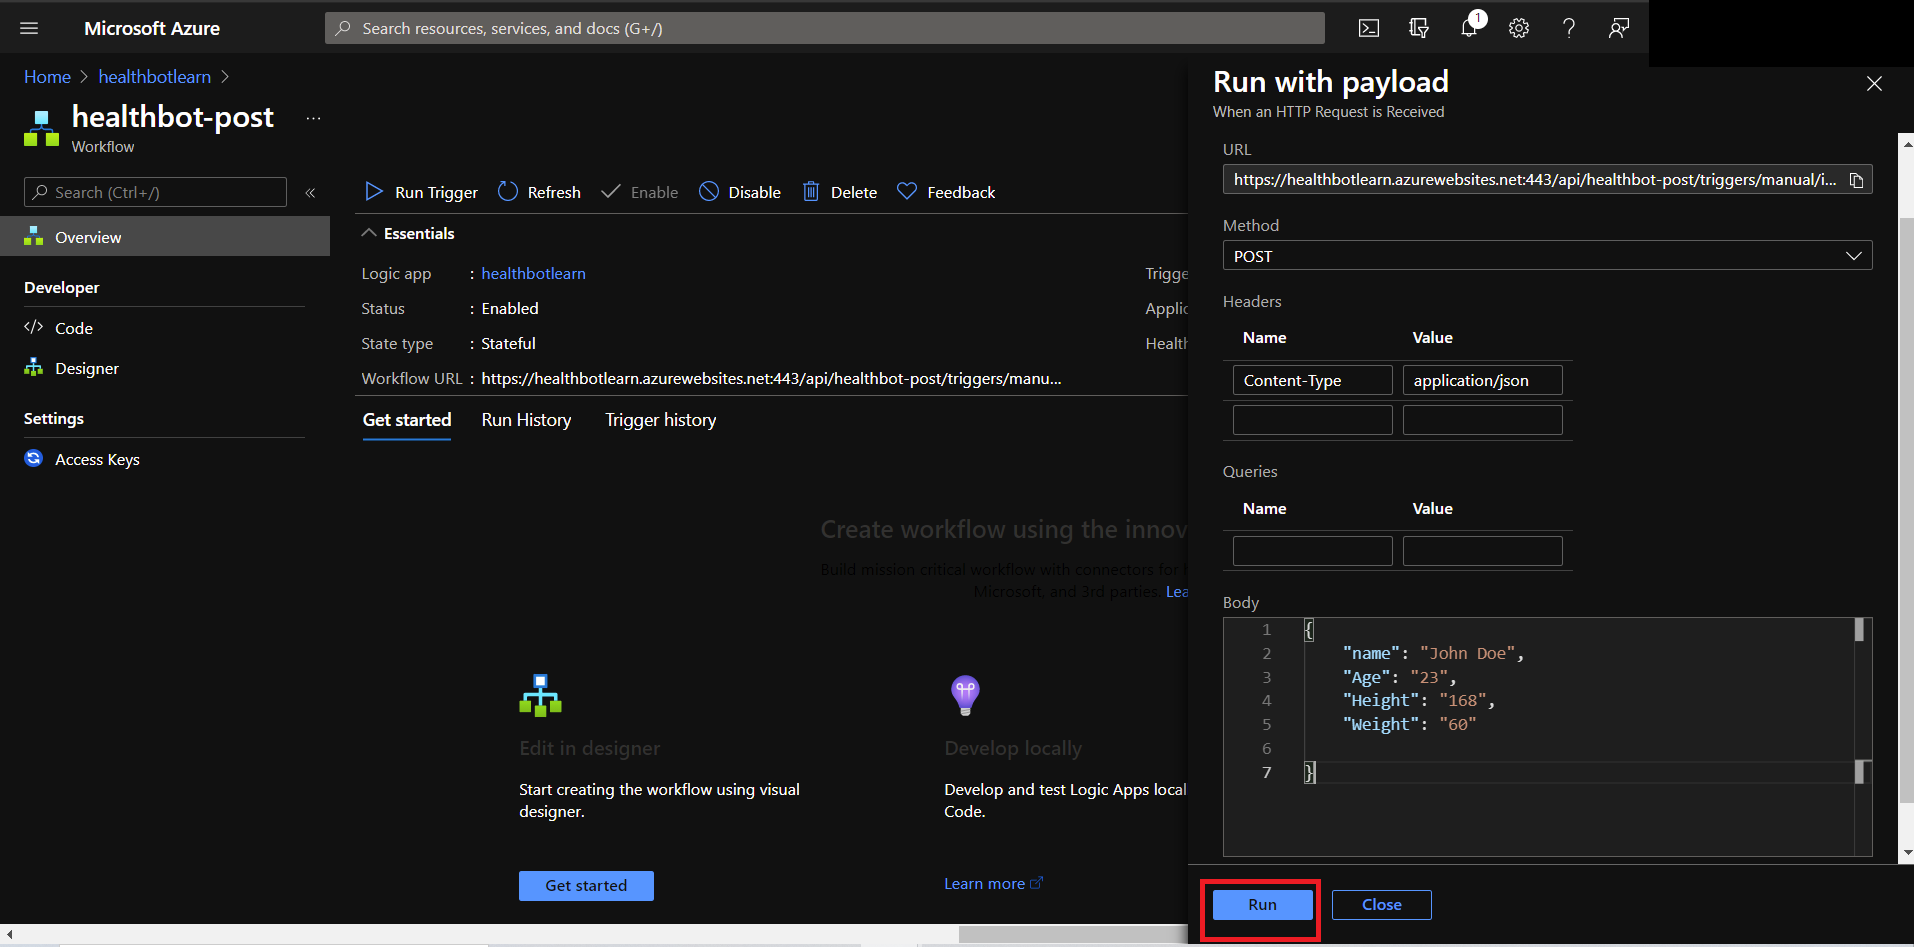 Microsoft Azure
Search resources, services, and docs (G+/)
1
Home > healthbotlearn >
healthbot-post ...
Workflow
Search (Ctrl+/)
«
Overview
Developer
Code
Designer
Settings
Access Keys
Run Trigger Refresh Enable Disable Delete Feedback
Essentials
Logic app : healthbotlearn
Status : Enabled
State type : Stateful
Workflow URL : https://healthbotlearn.azurewebsites.net:443/api/healthbot-post/triggers/manu...
Trigge
Applic
Health
Get started Run History Trigger history
Create workflow using the innov
Build mission critical workflow with connectors for
Microsoft, and 3rd parties. Lea
Edit in designer
Start creating the workflow using visual
designer.
Get started
Develop locally
Develop and test Logic Apps local
Code.
Learn more
Run with payload
When an HTTP Request is Received
URL
https://healthbotlearn.azurewebsites.net:443/api/healthbot-post/triggers/manual/i...
Method
POST
Headers
Name Value
Content-Type application/json
Queries
Name Value
Body
1 {
2 "name": "John Doe",
3 "Age": "23",
4 "Height": "168",
5 "Weight": "60"
6
7 }
Run Close